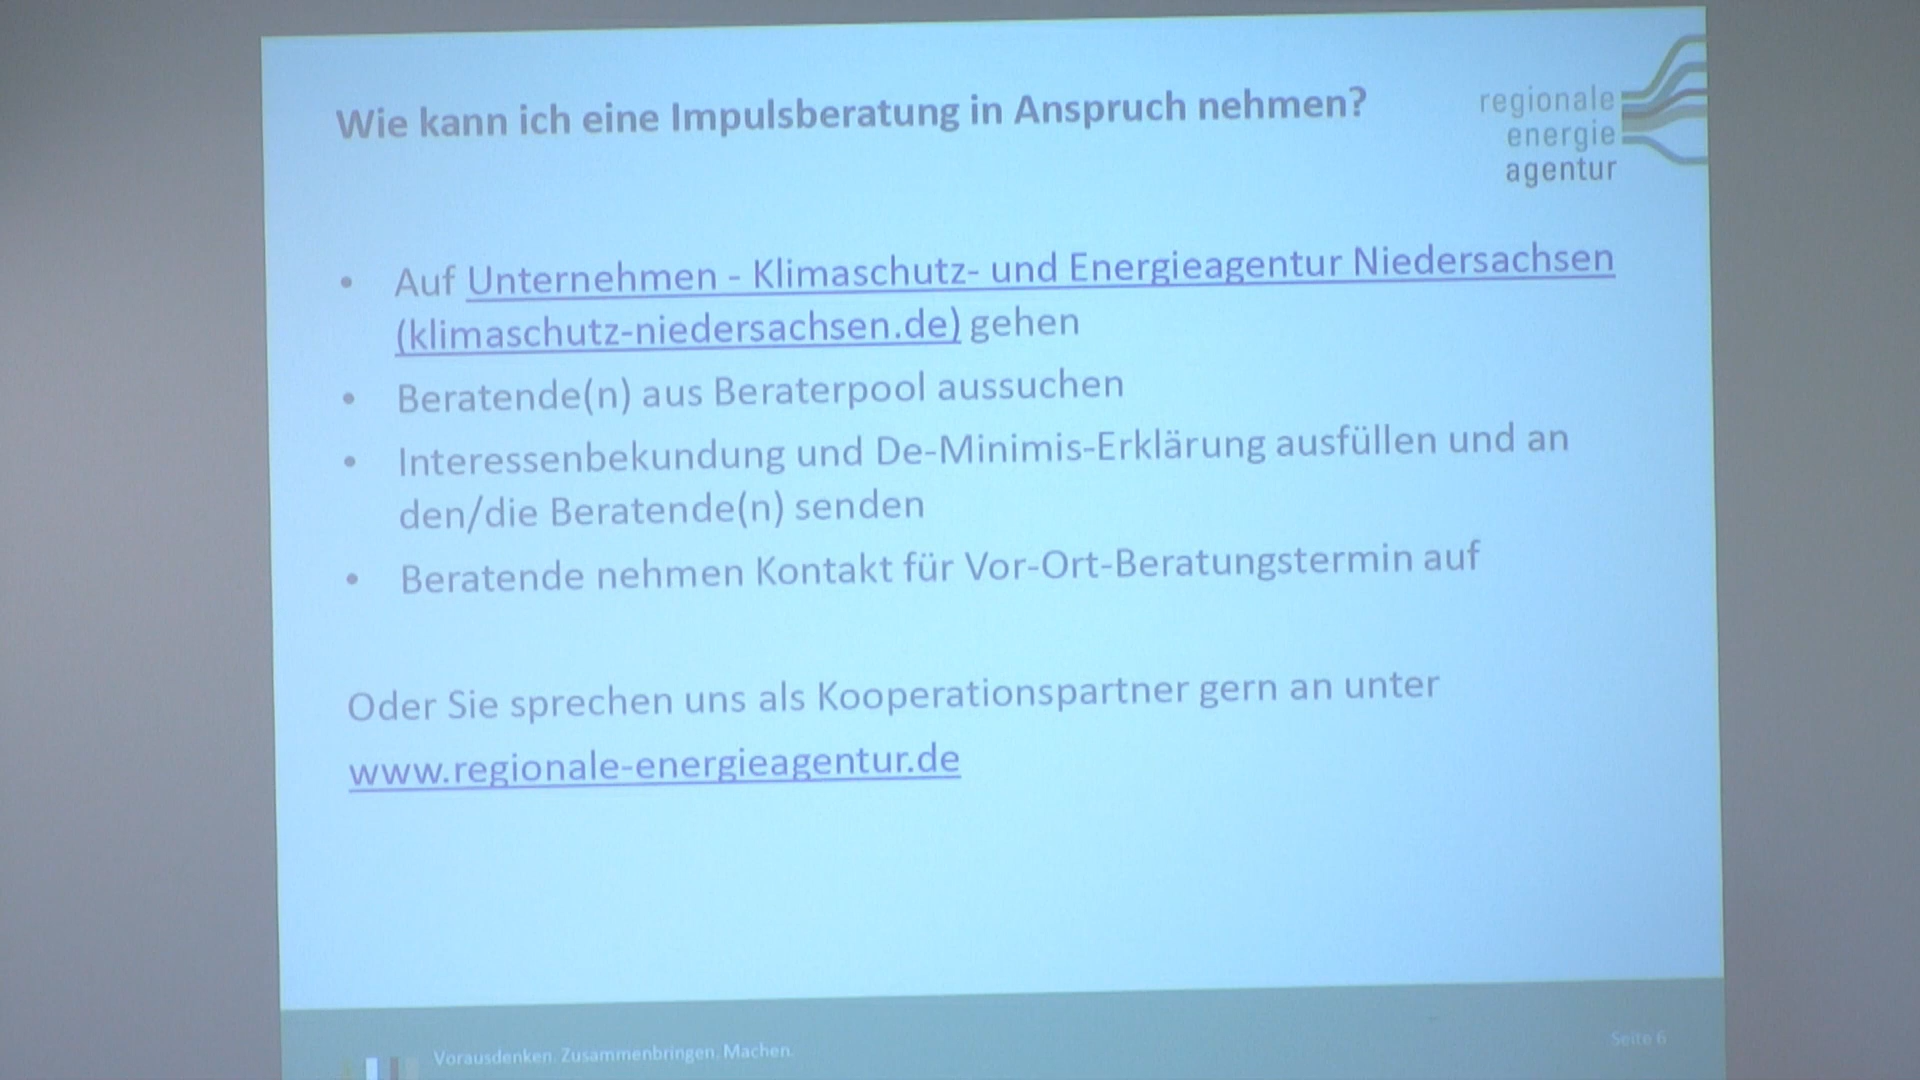 Wie kann ich eine Impulsberatung in Anspruch nehmen?
regionale
energie
agentur
• Auf Unternehmen - Klimaschutz- und Energieagentur Niedersachsen
(klimaschutz-niedersachsen.de) gehen
• Beratende(n) aus Beraterpool aussuchen
• Interessenbekundung und De-Minimis-Erklärung ausfüllen und an
den/die Beratende(n) senden
• Beratende nehmen Kontakt für Vor-Ort-Beratungstermin auf
Oder Sie sprechen uns als Kooperationspartner gern an unter
www.regionale-energieagentur.de
Vorausdenken. Zusammenbringen. Machen.
Seite 6